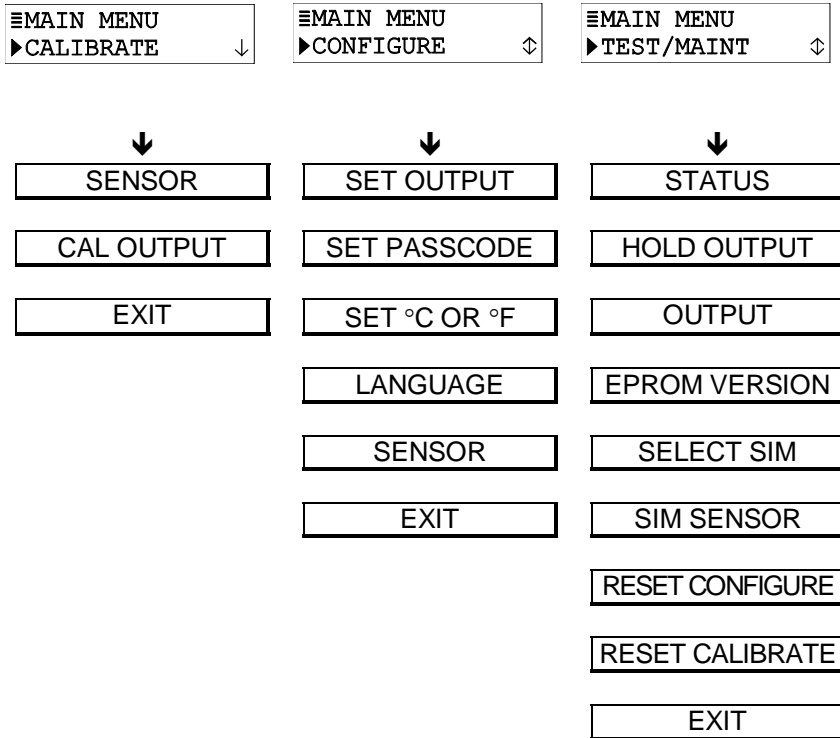 ≣MAIN MENU
▶CALIBRATE ↓
≣MAIN MENU
▶CONFIGURE ⇕
≣MAIN MENU
▶TEST/MAINT ⇕
SENSOR
CAL OUTPUT
EXIT
SET OUTPUT
SET PASSCODE
SET °C OR °F
LANGUAGE
SENSOR
EXIT
STATUS
HOLD OUTPUT
OUTPUT
EPROM VERSION
SELECT SIM
SIM SENSOR
RESET CONFIGURE
RESET CALIBRATE
EXIT